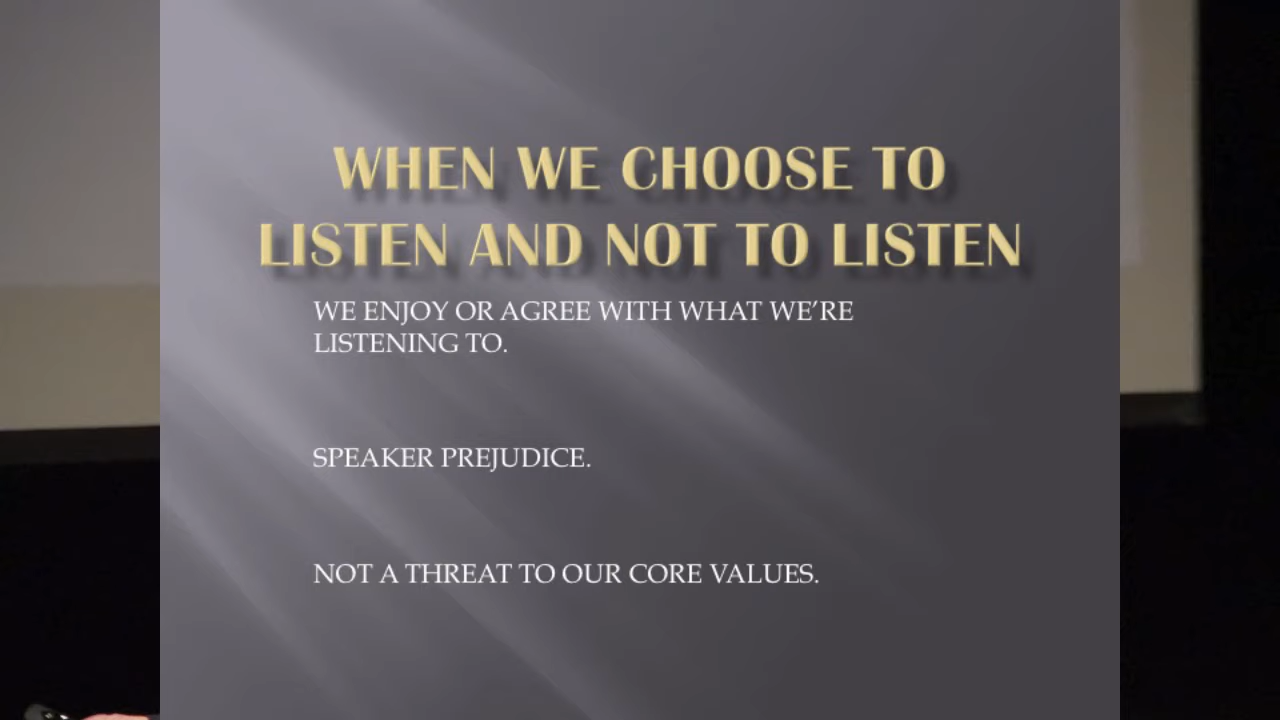 WHEN WE CHOOSE TO
LISTEN AND NOT TO LISTEN
WE ENJOY OR AGREE WITH WHAT WE’RE
LISTENING TO.
SPEAKER PREJUDICE.
NOT A THREAT TO OUR CORE VALUES.